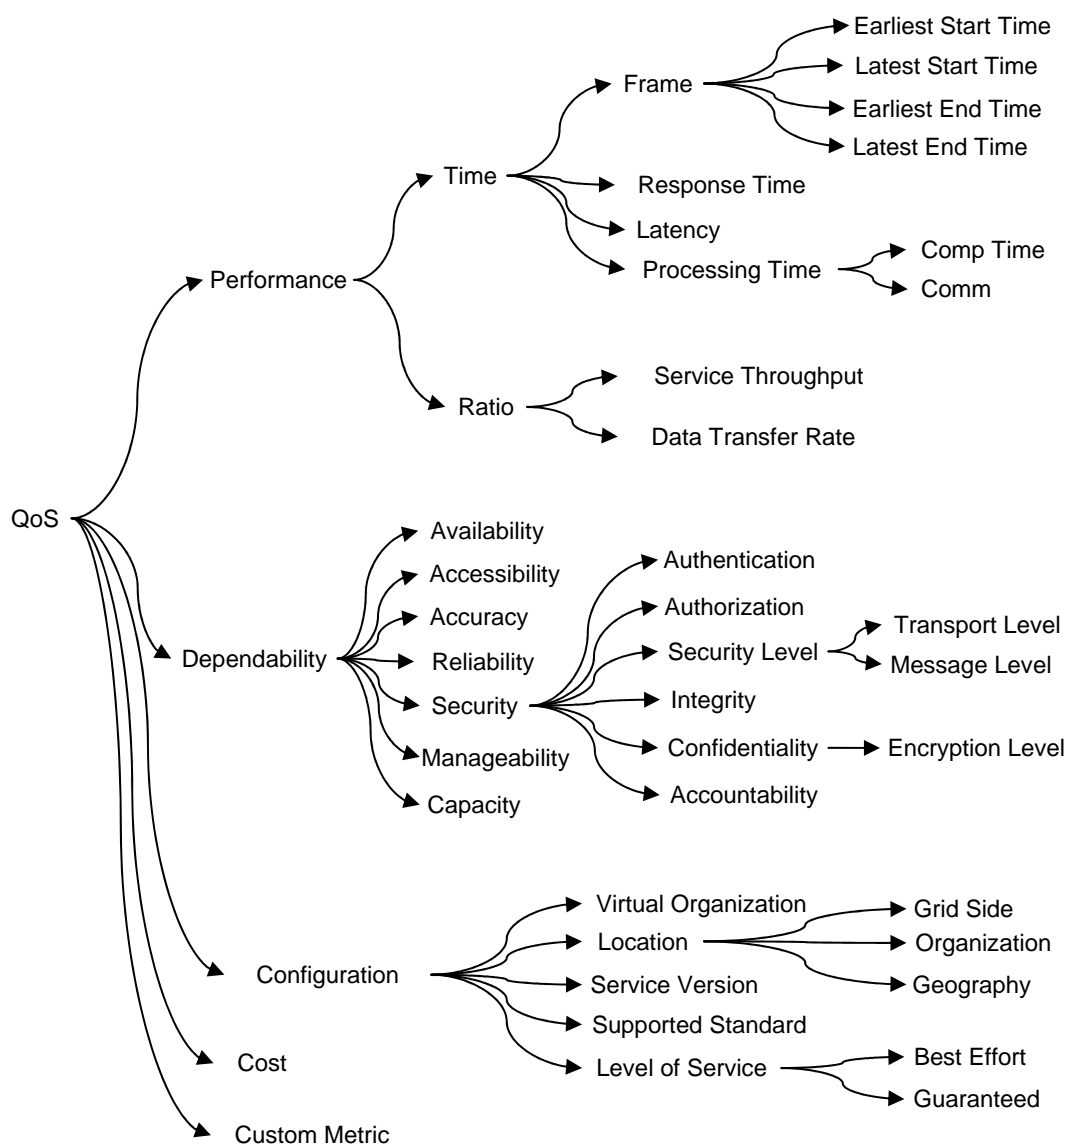 Earliest Start Time
Latest Start Time
Frame
Earliest End Time
Latest End Time
Time
Response Time
Latency
Comp Time
Processing Time
Performance
Comm
Service Throughput
Ratio
Data Transfer Rate
QoS
Availability
Authentication
Accessibility
Authorization
Accuracy
Transport Level
Security Level
Dependability
Reliability
Message Level
Integrity
Security
Confidentiality
Encryption Level
Manageability
Accountability
Capacity
Virtual Organization
Grid Side
Location
Organization
Configuration
Service Version
Geography
Supported Standard
Best Effort
Cost
Level of Service
Guaranteed
Custom Metric